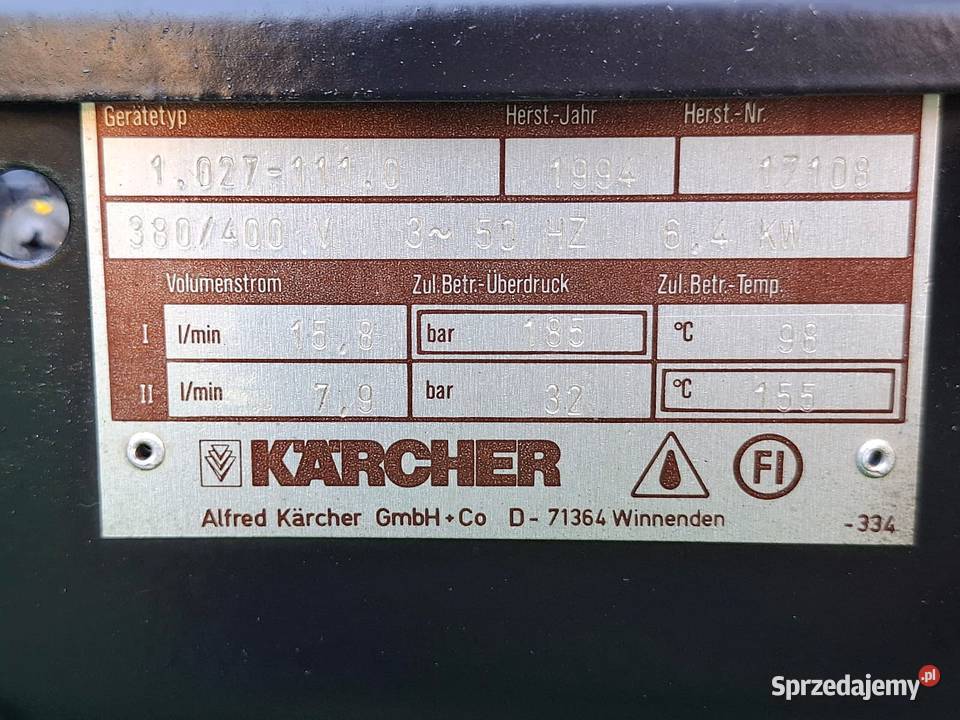 Gerätetyp Herst.-Jahr Herst.-Nr.
1.027-111.0 1994 17108
380/400 V 3~ 50 HZ 6,4 KW
Volumenstrom Zul.Betr.-Überdruck Zul.Betr.-Temp.
I l/min 15,8 bar 185 °C 98
II l/min 7,9 bar 32 °C 155
KÄRCHER FI
Alfred Kärcher GmbH+Co D-71364 Winnenden -334
Sprzedajemy.pl